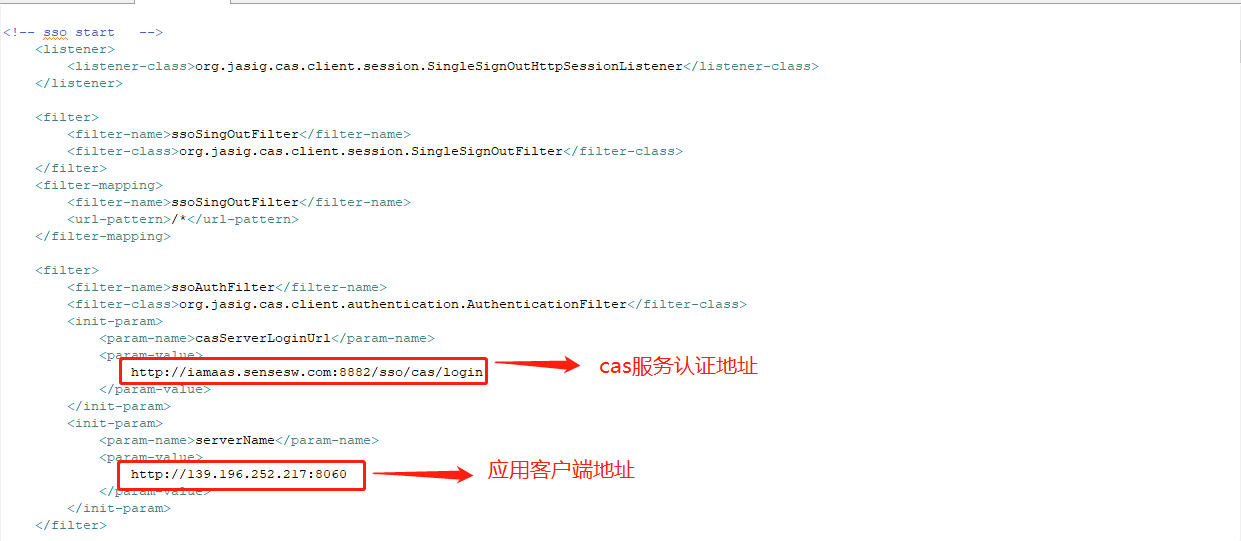 <!-- sso start   -->
<listener>
<listener-class>org.jasig.cas.client.session.SingleSignOutHttpSessionListener</listener-class>
</listener>
<filter>
<filter-name>ssoSingOutFilter</filter-name>
<filter-class>org.jasig.cas.client.session.SingleSignOutFilter</filter-class>
</filter>
<filter-mapping>
<filter-name>ssoSingOutFilter</filter-name>
<url-pattern>/*</url-pattern>
</filter-mapping>
<filter>
<filter-name>ssoAuthFilter</filter-name>
<filter-class>org.jasig.cas.client.authentication.AuthenticationFilter</filter-class>
<init-param>
<param-name>casServerLoginUrl</param-name>
<param-value>
http://iamaas.sensesw.com:8882/sso/cas/login
cas服务认证地址
</param-value>
</init-param>
<init-param>
<param-name>serverName</param-name>
<param-value>
http://139.196.252.217:8060
应用客户端地址
</param-value>
</init-param>
</filter>